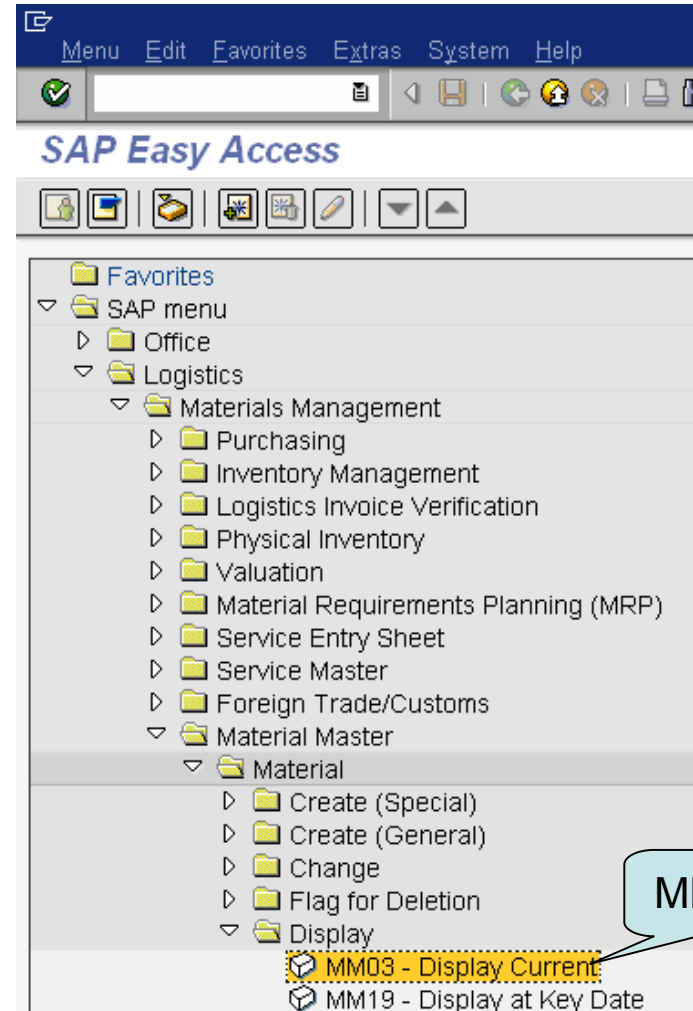 Menu Edit Favorites Extras System Help
SAP Easy Access
Favorites
SAP menu
Office
Logistics
Materials Management
Purchasing
Inventory Management
Logistics Invoice Verification
Physical Inventory
Valuation
Material Requirements Planning (MRP)
Service Entry Sheet
Service Master
Foreign Trade/Customs
Material Master
Material
Create (Special)
Create (General)
Change
Flag for Deletion
Display
MM03 - Display Current
MM19 - Display at Key Date